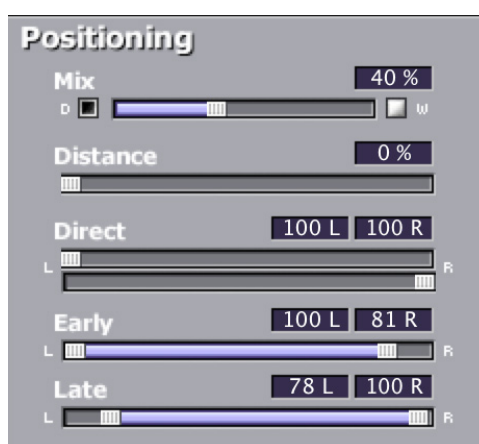 Positioning
Mix 40 %
D W
Distance 0 %
Direct 100 L 100 R
L R
Early 100 L 81 R
L R
Late 78 L 100 R
L R